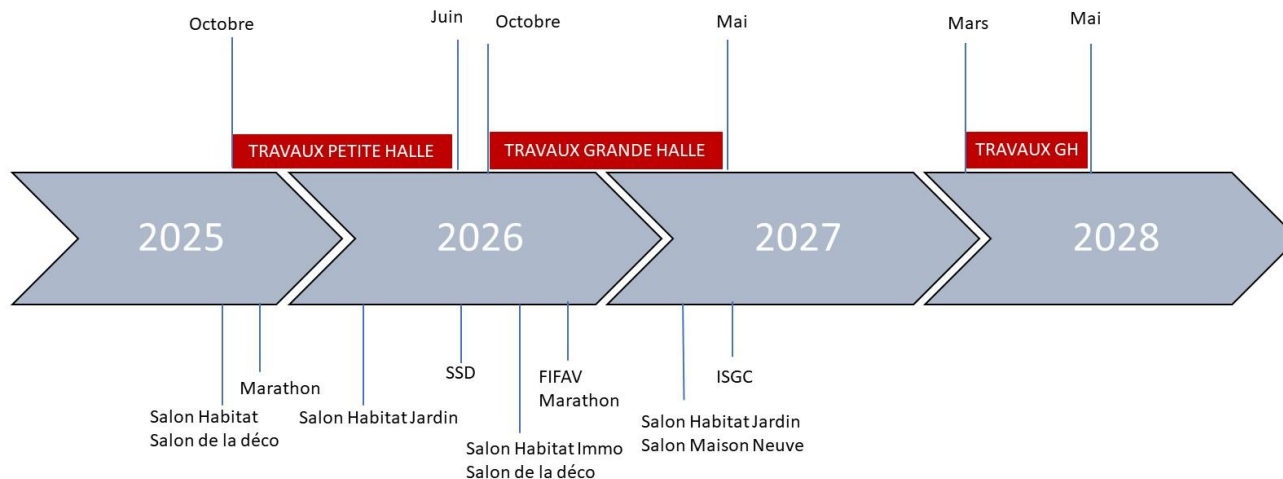 Octobre
Juin
Octobre
Mai
Mars
Mai
TRAVAUX PETITE HALLE
TRAVAUX GRANDE HALLE
TRAVAUX GH
2025
2026
2027
2028
Salon Habitat
Salon de la déco
Marathon
Salon Habitat Jardin
SSD
Salon Habitat Immo
Salon de la déco
FIFAV
Marathon
Salon Habitat Jardin
Salon Maison Neuve
ISGC